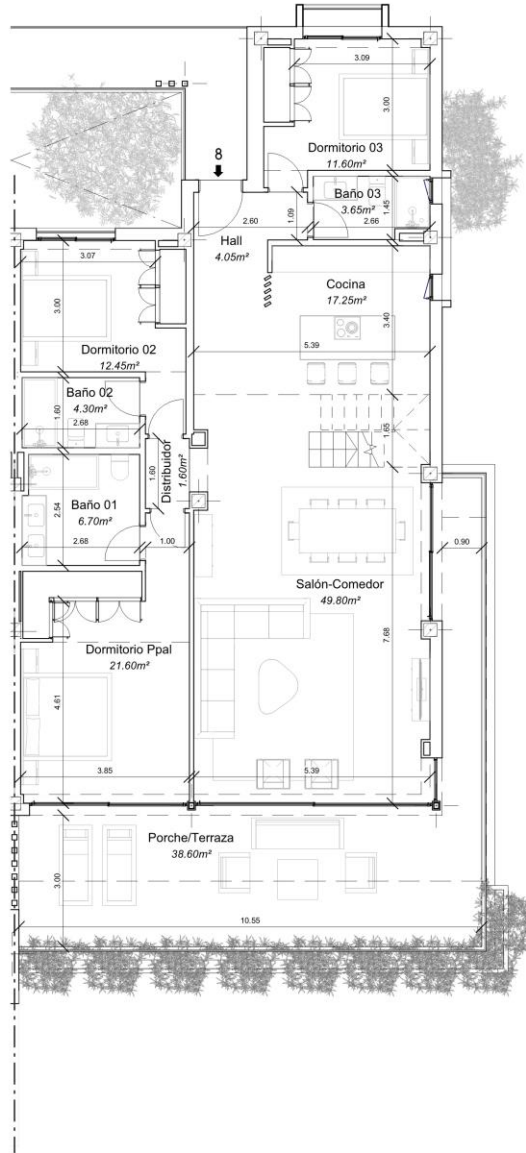 3.09
3.00
Dormitorio 03
11.60m²
8
Baño 03
3.65m²
1.45
2.66
1.09
2.60
Hall
4.05m²
3.07
3.00
Cocina
17.25m²
3.40
5.39
Dormitorio 02
12.45m²
Baño 02
4.30m²
1.60
2.68
1.65
Distribuidor
1.60m²
1.60
Baño 01
6.70m²
2.54
2.68
1.00
0.90
Salón-Comedor
49.80m²
7.68
Dormitorio Ppal
21.60m²
4.61
3.85
5.39
Porche/Terraza
38.60m²
3.00
10.55